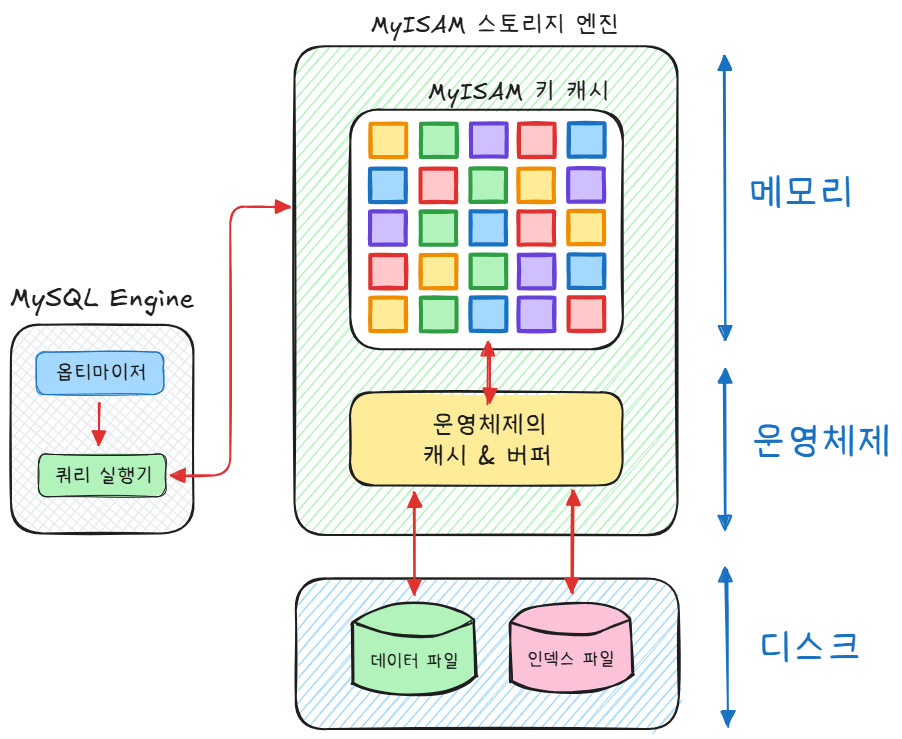 MyISAM 스토리지 엔진
MyISAM 키 캐시
메모리
MySQL Engine
옵티마이저
쿼리 실행기
운영체제의
캐시 & 버퍼
운영체제
데이터 파일
인덱스 파일
디스크